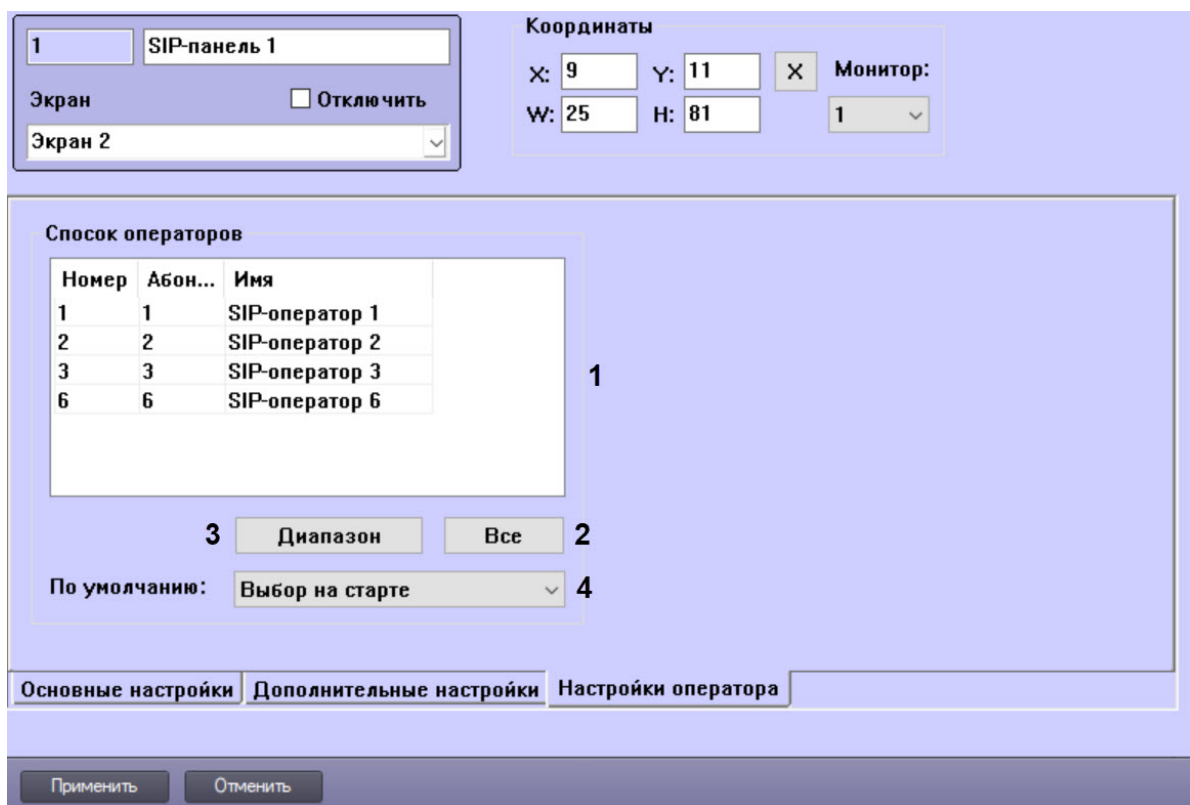 1 SIP-панель 1
Экран Отключить
Экран 2
Координаты
X: 9 Y: 11 X Монитор:
W: 25 H: 81 1
Спосок операторов
Номер Абон... Имя
1 1 SIP-оператор 1
2 2 SIP-оператор 2
3 3 SIP-оператор 3
6 6 SIP-оператор 6
1
3 Диапазон Все 2
По умолчанию: Выбор на старте 4
Основные настройки Дополнительные настройки Настройки оператора
Применить Отменить